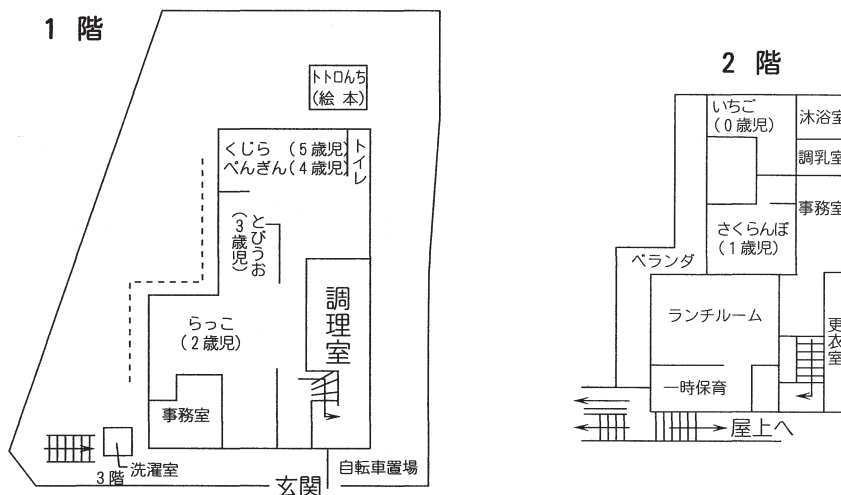 1 階
トトロんち
(絵 本)
くじら (5歳児)
ぺんぎん(4歳児)
トイレ
とびうお
(3歳児)
らっこ
(2歳児)
調理室
事務室
洗濯室
3階
玄関
自転車置場
2 階
いちご
(0歳児)
沐浴室
調乳室
事務室
さくらんぼ
(1歳児)
ベランダ
ランチルーム
更衣室
一時保育
屋上へ